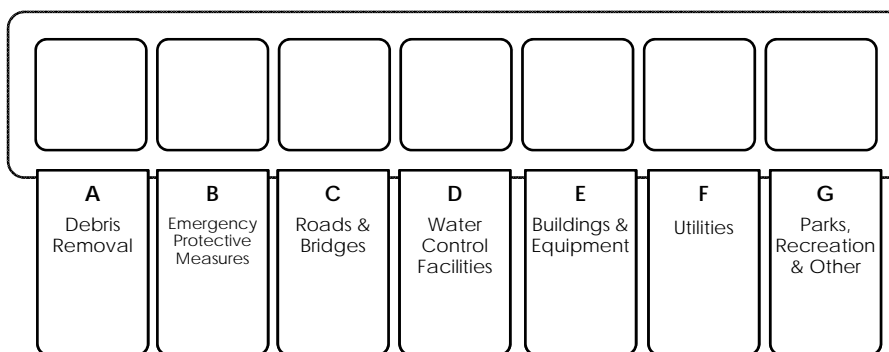 A
Debris
Removal
B
Emergency
Protective
Measures
C
Roads &
Bridges
D
Water
Control
Facilities
E
Buildings &
Equipment
F
Utilities
G
Parks,
Recreation
& Other